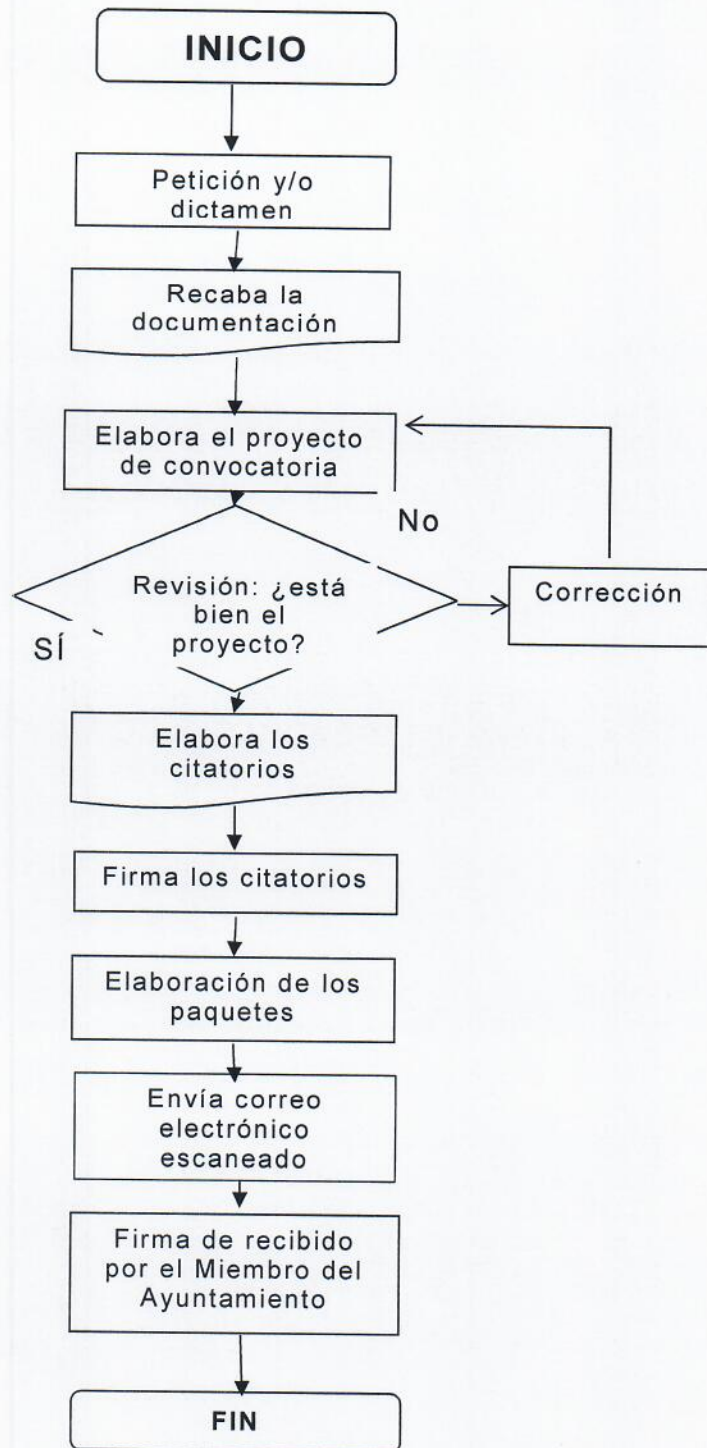 INICIO
Petición y/o
dictamen
Recaba la
documentación
Elabora el proyecto
de convocatoria
No
Revisión: ¿está
bien el
proyecto?
Corrección
SÍ
Elabora los
citatorios
Firma los citatorios
Elaboración de los
paquetes
Envía correo
electrónico
escaneado
Firma de recibido
por el Miembro del
Ayuntamiento
FIN